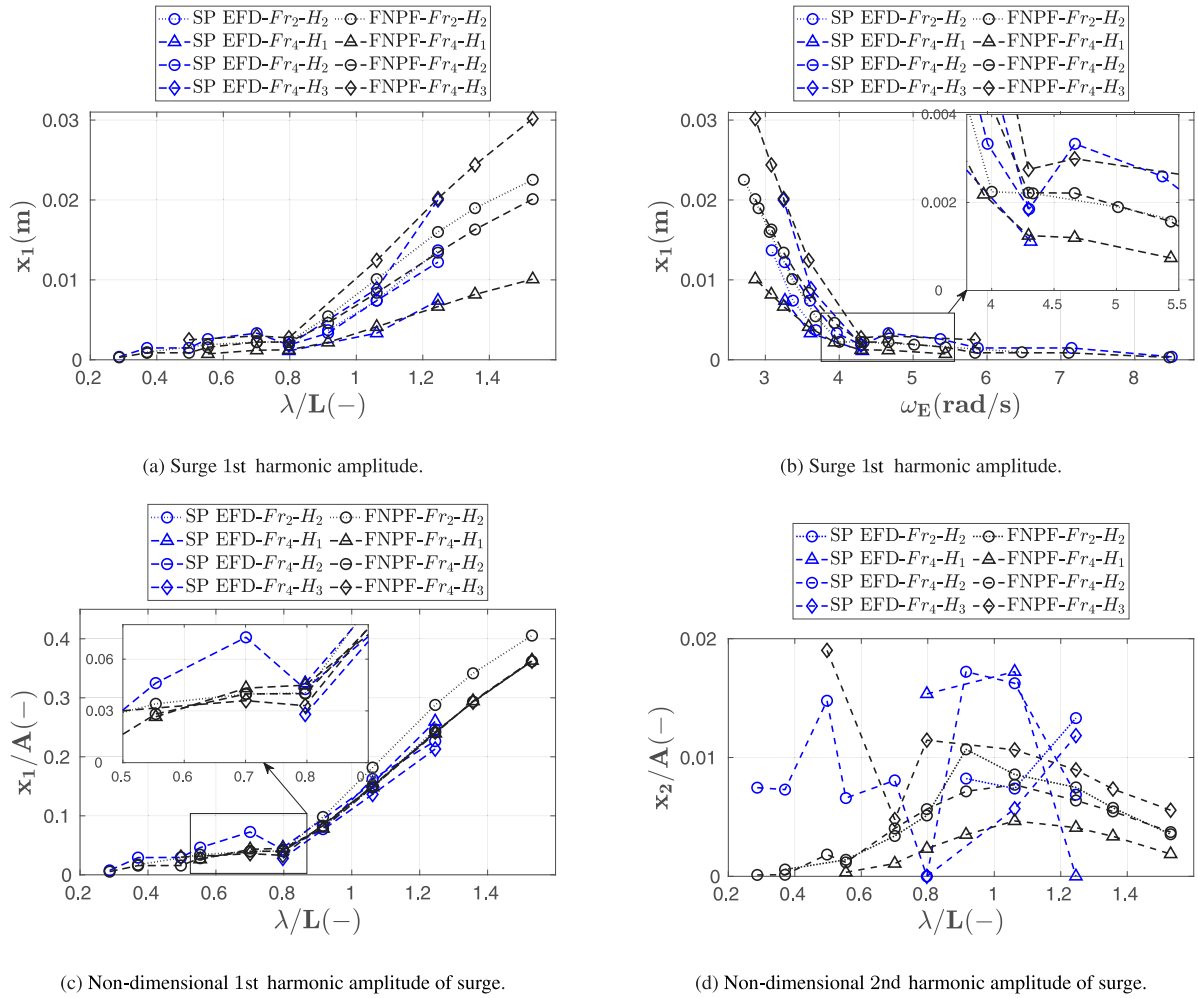 SP EFD-Fr₂-H₂ FNPF-Fr₂-H₂
SP EFD-Fr₄-H₁ FNPF-Fr₄-H₁
SP EFD-Fr₄-H₂ FNPF-Fr₄-H₂
SP EFD-Fr₄-H₃ FNPF-Fr₄-H₃
0.03
0.02
0.01
0
x₁(m)
0.2 0.4 0.6 0.8 1 1.2 1.4
λ/L(−)
(a) Surge 1st harmonic amplitude.
SP EFD-Fr₂-H₂ FNPF-Fr₂-H₂
SP EFD-Fr₄-H₁ FNPF-Fr₄-H₁
SP EFD-Fr₄-H₂ FNPF-Fr₄-H₂
SP EFD-Fr₄-H₃ FNPF-Fr₄-H₃
0.03
0.02
0.01
0
x₁(m)
0.004
0.002
0
4 4.5 5 5.5
3 4 5 6 7 8
ω_E(rad/s)
(b) Surge 1st harmonic amplitude.
SP EFD-Fr₂-H₂ FNPF-Fr₂-H₂
SP EFD-Fr₄-H₁ FNPF-Fr₄-H₁
SP EFD-Fr₄-H₂ FNPF-Fr₄-H₂
SP EFD-Fr₄-H₃ FNPF-Fr₄-H₃
0.4
0.3
0.2
0.1
0
x₁/A(−)
0.06
0.03
0
0.5 0.6 0.7 0.8 0
0.2 0.4 0.6 0.8 1 1.2 1.4
λ/L(−)
(c) Non-dimensional 1st harmonic amplitude of surge.
SP EFD-Fr₂-H₂ FNPF-Fr₂-H₂
SP EFD-Fr₄-H₁ FNPF-Fr₄-H₁
SP EFD-Fr₄-H₂ FNPF-Fr₄-H₂
SP EFD-Fr₄-H₃ FNPF-Fr₄-H₃
0.02
0.01
0
x₂/A(−)
0.2 0.4 0.6 0.8 1 1.2 1.4
λ/L(−)
(d) Non-dimensional 2nd harmonic amplitude of surge.